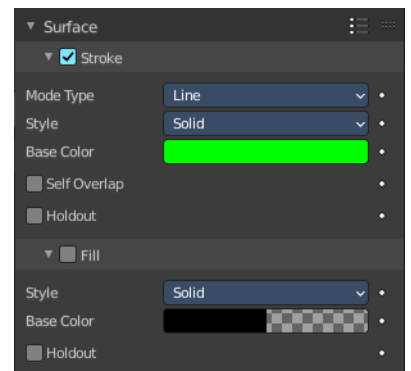 Surface
Stroke
Mode Type Line
Style Solid
Base Color
Self Overlap
Holdout
Fill
Style Solid
Base Color
Holdout